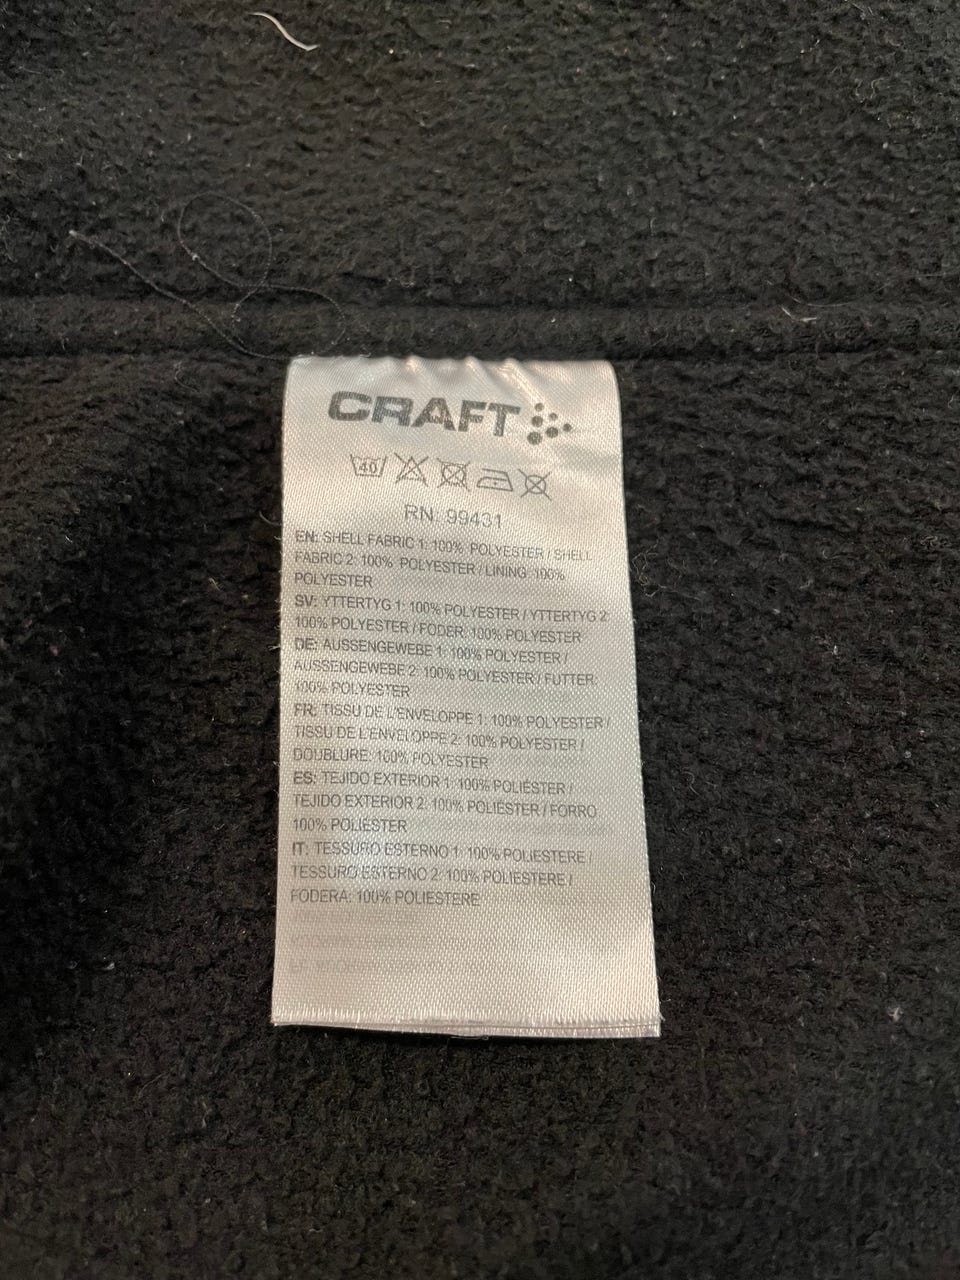 CRAFT
40
RN: 99431
EN: SHELL FABRIC 1: 100% POLYESTER / SHELL
FABRIC 2: 100% POLYESTER / LINING: 100%
POLYESTER
SV: YTTERTYG 1: 100% POLYESTER / YTTERTYG 2:
100% POLYESTER / FODER: 100% POLYESTER
DE: AUSSENGEWEBE 1: 100% POLYESTER /
AUSSENGEWEBE 2: 100% POLYESTER / FUTTER:
100% POLYESTER
FR: TISSU DE L'ENVELOPPE 1: 100% POLYESTER /
TISSU DE L'ENVELOPPE 2: 100% POLYESTER /
DOUBLURE: 100% POLYESTER
ES: TEJIDO EXTERIOR 1: 100% POLIÉSTER /
TEJIDO EXTERIOR 2: 100% POLIÉSTER / FORRO:
100% POLIÉSTER
IT: TESSURO ESTERNO 1: 100% POLIESTERE /
TESSURO ESTERNO 2: 100% POLIESTERE /
FODERA: 100% POLIESTERE